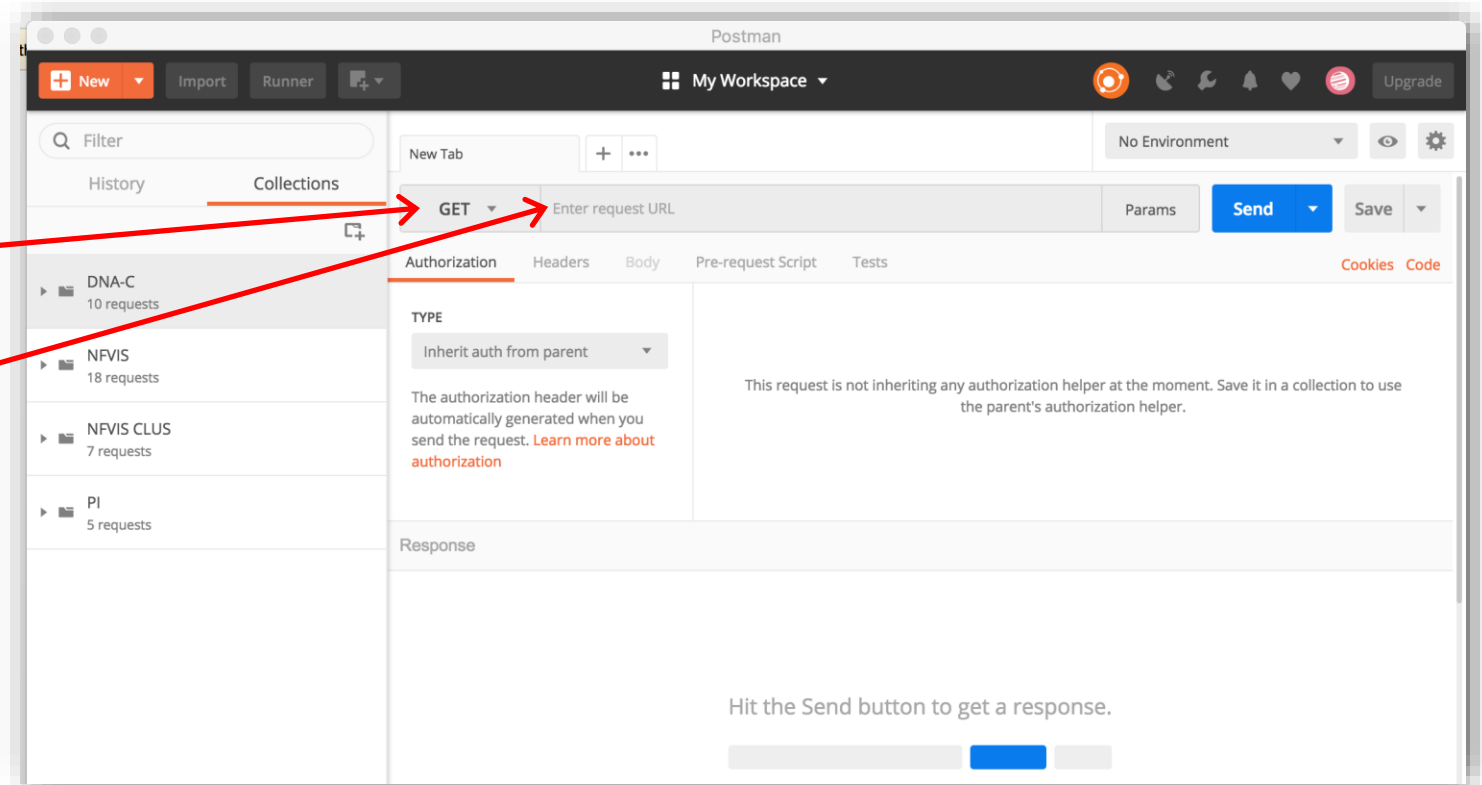 Postman
New
Import
Runner
My Workspace
Upgrade
Filter
History
Collections
DNA-C
10 requests
NFVIS
18 requests
NFVIS CLUS
7 requests
PI
5 requests
New Tab
No Environment
GET
Enter request URL
Params
Send
Save
Authorization
Headers
Body
Pre-request Script
Tests
Cookies
Code
TYPE
Inherit auth from parent
The authorization header will be
automatically generated when you
send the request. Learn more about
authorization
This request is not inheriting any authorization helper at the moment. Save it in a collection to use
the parent's authorization helper.
Response
Hit the Send button to get a response.